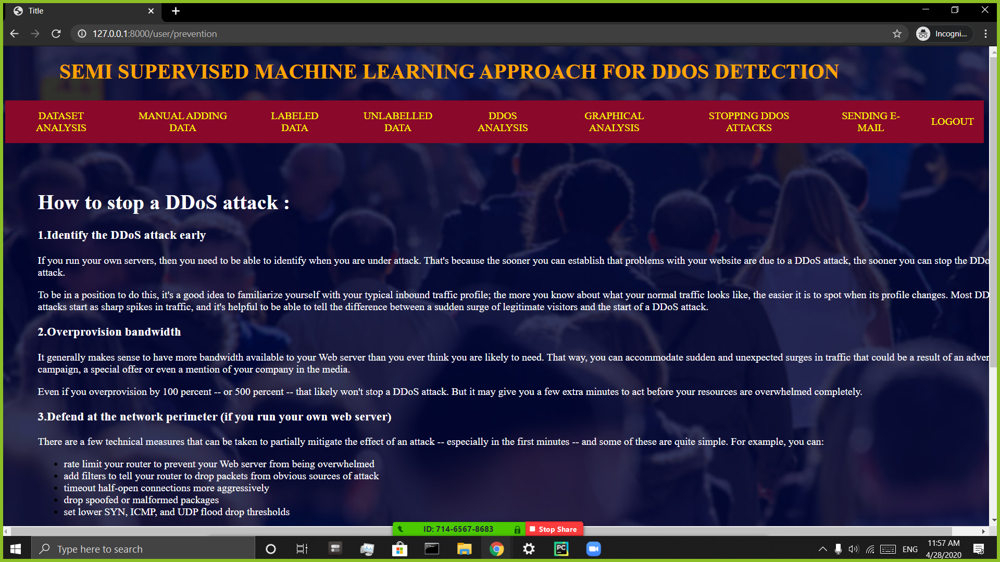 Title
127.0.0.1:8000/user/prevention
Incogni...
SEMI SUPERVISED MACHINE LEARNING APPROACH FOR DDOS DETECTION
DATASET
ANALYSIS
MANUAL ADDING
DATA
LABELED
DATA
UNLABELLED
DATA
DDOS
ANALYSIS
GRAPHICAL
ANALYSIS
STOPPING DDOS
ATTACKS
SENDING E-
MAIL
LOGOUT
How to stop a DDoS attack :
1.Identify the DDoS attack early
If you run your own servers, then you need to be able to identify when you are under attack. That's because the sooner you can establish that problems with your website are due to a DDoS attack, the sooner you can stop the DDo
attack.
To be in a position to do this, it's a good idea to familiarize yourself with your typical inbound traffic profile; the more you know about what your normal traffic looks like, the easier it is to spot when its profile changes. Most DD
attacks start as sharp spikes in traffic, and it's helpful to be able to tell the difference between a sudden surge of legitimate visitors and the start of a DDoS attack.
2.Overprovision bandwidth
It generally makes sense to have more bandwidth available to your Web server than you ever think you are likely to need. That way, you can accommodate sudden and unexpected surges in traffic that could be a result of an adver
campaign, a special offer or even a mention of your company in the media.
Even if you overprovision by 100 percent -- or 500 percent -- that likely won't stop a DDoS attack. But it may give you a few extra minutes to act before your resources are overwhelmed completely.
3.Defend at the network perimeter (if you run your own web server)
There are a few technical measures that can be taken to partially mitigate the effect of an attack -- especially in the first minutes -- and some of these are quite simple. For example, you can:
rate limit your router to prevent your Web server from being overwhelmed
add filters to tell your router to drop packets from obvious sources of attack
timeout half-open connections more aggressively
drop spoofed or malformed packages
set lower SYN, ICMP, and UDP flood drop thresholds
ID: 714-6567-8683
Stop Share
Type here to search
PC
ENG
11:57 AM
4/28/2020